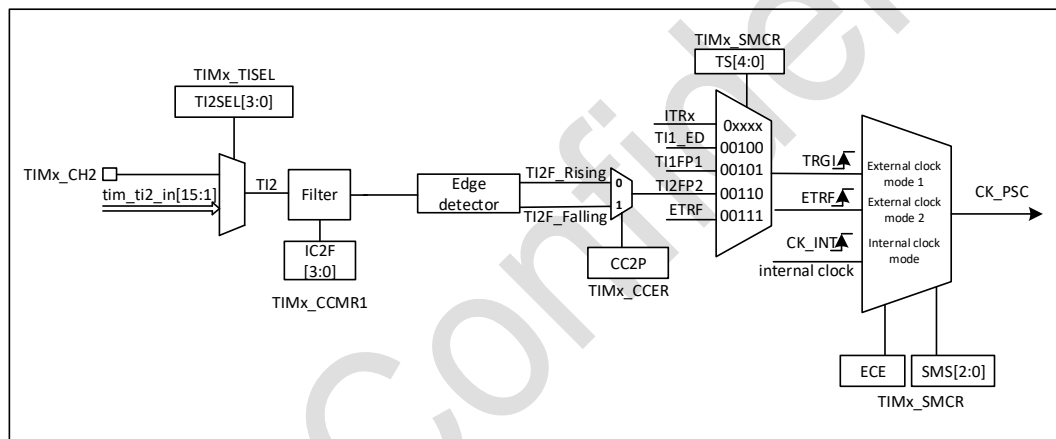 TIMx_SMCR
TS[4:0]
TIMx_TISEL
TI2SEL[3:0]
TIMx_CH2
tim_ti2_in[15:1]
TI2
Filter
IC2F
[3:0]
TIMx_CCMR1
Edge
detector
TI2F_Rising
TI2F_Falling
0
1
CC2P
TIMx_CCER
ITRx
TI1_ED
TI1FP1
TI2FP2
ETRF
0xxxx
00100
00101
00110
00111
TRGI
ETRF
CK_INT
internal clock
External clock
mode 1
External clock
mode 2
Internal clock
mode
CK_PSC
ECE
SMS[2:0]
TIMx_SMCR